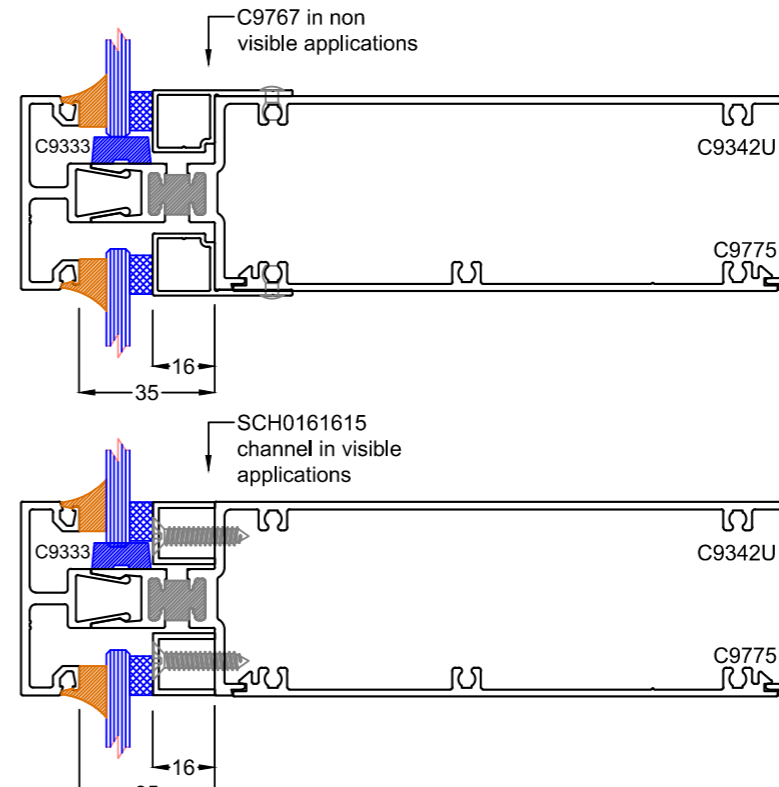 C9767 in non
visible applications
C9333
C9342U
C9775
16
35
SCH0161615
channel in visible
applications
C9333
C9342U
C9775
16